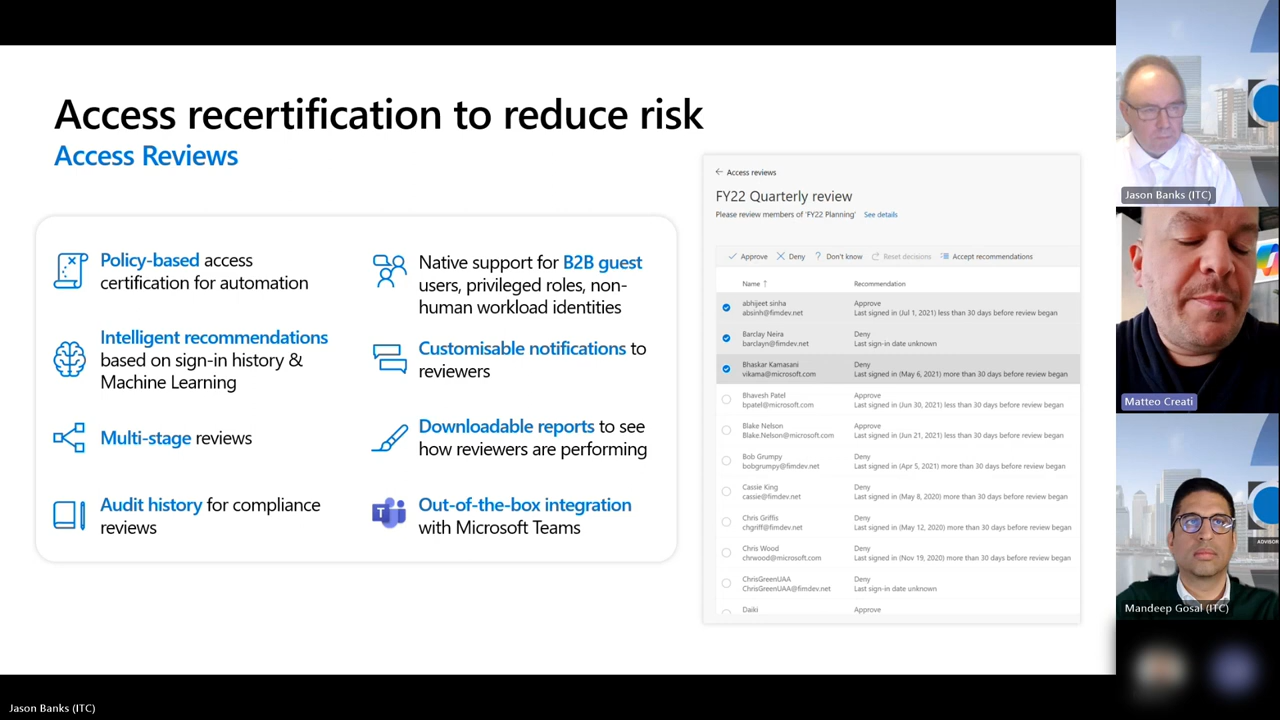 Access recertification to reduce risk
Access Reviews
Policy-based access
certification for automation
Intelligent recommendations
based on sign-in history &
Machine Learning
Multi-stage reviews
Audit history for compliance
reviews
Native support for B2B guest
users, privileged roles, non-
human workload identities
Customisable notifications to
reviewers
Downloadable reports to see
how reviewers are performing
Out-of-the-box integration
with Microsoft Teams
← Access reviews
FY22 Quarterly review
Please review members of 'FY22 Planning' See details
Approve Deny ? Don't know Reset decisions Accept recommendations
Name ↑ Recommendation
abhijeet sinha Approve
absinh@fimdev.net Last signed in (Jul 1, 2021) less than 30 days before review began
Barclay Neira Deny
barclayn@fimdev.net Last sign-in date unknown
Bhaskar Kamasani Deny
vikama@microsoft.com Last signed in (May 6, 2021) more than 30 days before review began
Bhavesh Patel Approve
bpatel@microsoft.com Last signed in (Jun 30, 2021) less than 30 days before review began
Blake Nelson Approve
Blake.Nelson@microsoft.com Last signed in (Jun 21, 2021) less than 30 days before review began
Bob Grumpy Deny
bobgrumpy@fimdev.net Last signed in (Apr 5, 2021) more than 30 days before review began
Cassie King Deny
cassie@fimdev.net Last signed in (May 8, 2020) more than 30 days before review began
Chris Griffis Deny
chgriff@fimdev.net Last signed in (May 12, 2020) more than 30 days before review began
Chris Wood Deny
chrwood@microsoft.com Last signed in (Nov 19, 2020) more than 30 days before review began
ChrisGreenUAA Deny
ChrisGreenUAA@fimdev.net Last sign-in date unknown
Daiki Approve
Jason Banks (ITC)
Matteo Creati
ADVISOR
Mandeep Gosal (ITC)
Jason Banks (ITC)